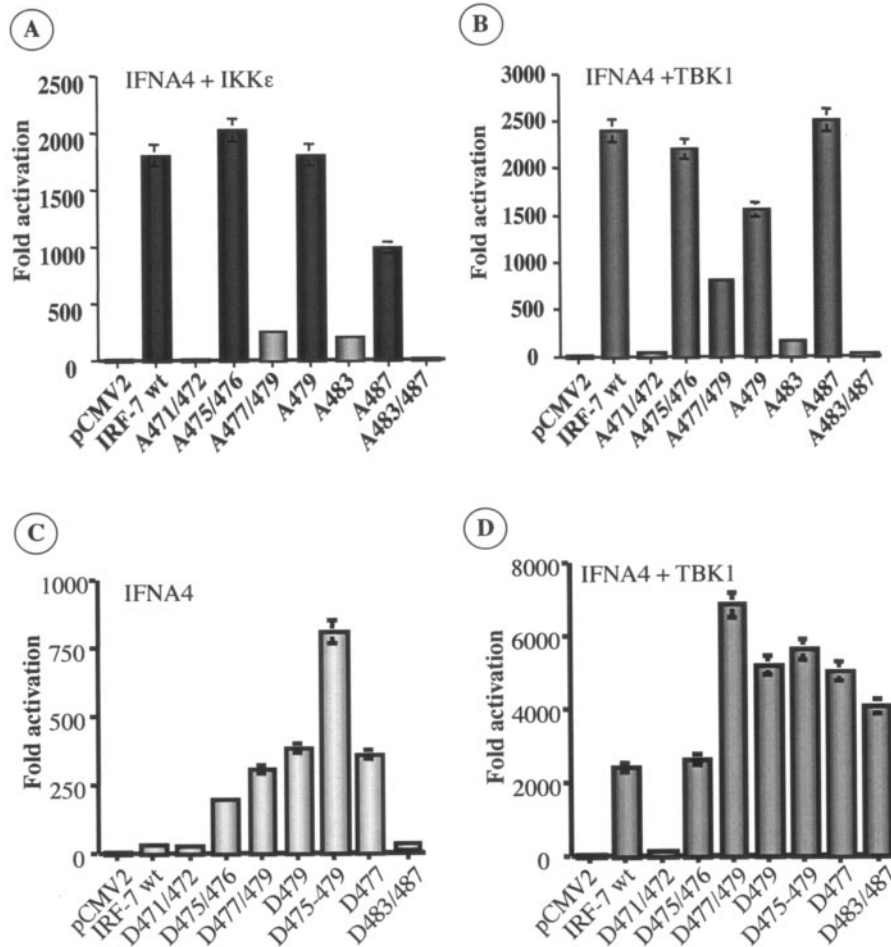 A
IFNA4 + IKKε
Fold activation
2500
2000
1500
1000
500
0
pCMV2
IRF-7 wt
A471/472
A475/476
A477/479
A479
A483
A487
A483/487
B
IFNA4 +TBK1
Fold activation
3000
2500
2000
1500
1000
500
0
pCMV2
IRF-7 wt
A471/472
A475/476
A477/479
A479
A483
A487
A483/487
C
IFNA4
Fold activation
1000
750
500
250
0
pCMV2
IRF-7 wt
D471/472
D475/476
D477/479
D479
D475-479
D477
D483/487
D
IFNA4 + TBK1
Fold activation
8000
6000
4000
2000
0
pCMV2
IRF-7 wt
D471/472
D475/476
D477/479
D479
D475-479
D477
D483/487